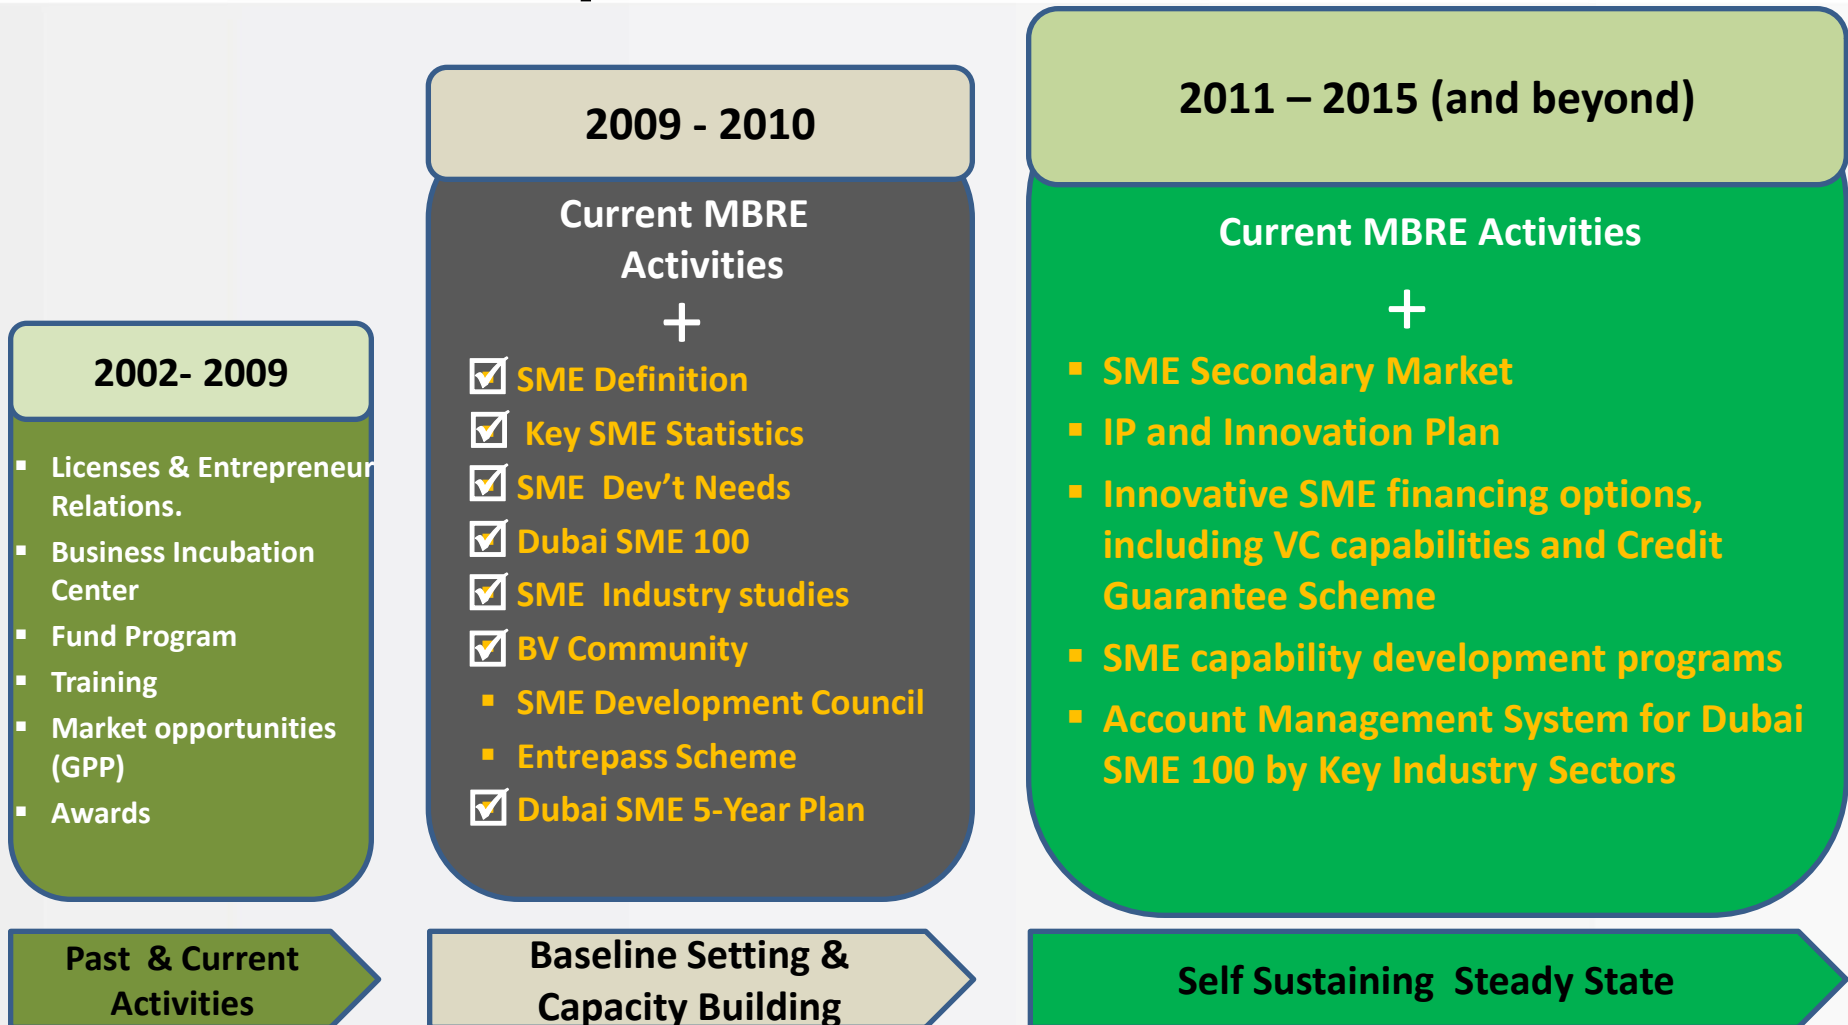 2002- 2009
Licenses & Entrepreneur
Relations.
Business Incubation
Center
Fund Program
Training
Market opportunities
(GPP)
Awards
Past & Current
Activities
2009 - 2010
Current MBRE
Activities
+
SME Definition
Key SME Statistics
SME Dev’t Needs
Dubai SME 100
SME Industry studies
BV Community
SME Development Council
Entrepass Scheme
Dubai SME 5-Year Plan
Baseline Setting &
Capacity Building
2011 – 2015 (and beyond)
Current MBRE Activities
+
SME Secondary Market
IP and Innovation Plan
Innovative SME financing options,
including VC capabilities and Credit
Guarantee Scheme
SME capability development programs
Account Management System for Dubai
SME 100 by Key Industry Sectors
Self Sustaining Steady State